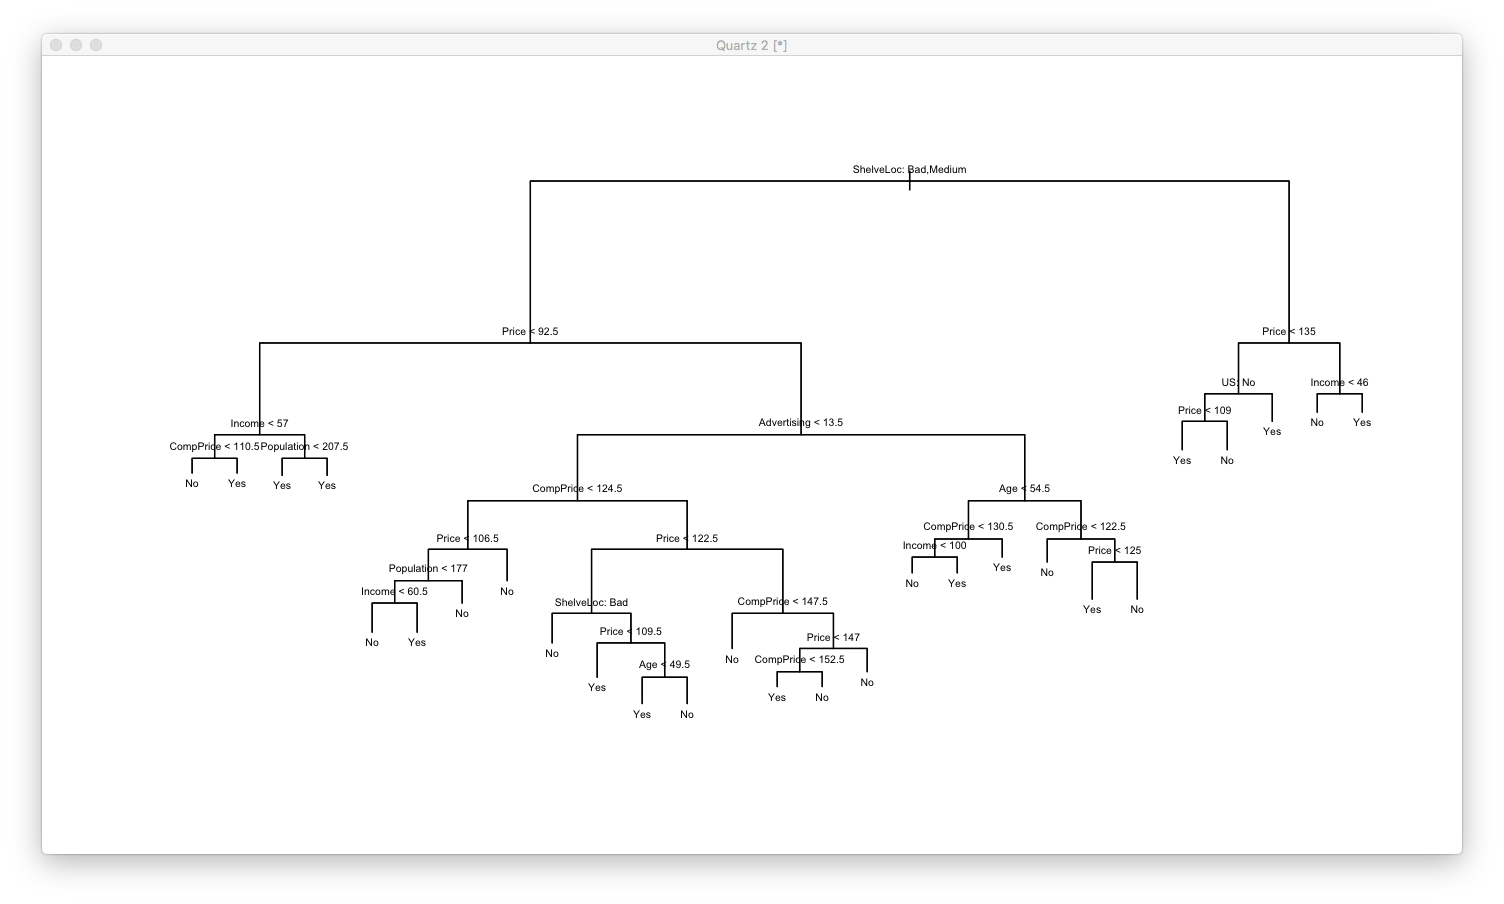 Quartz 2 [*]
ShelveLoc: Bad,Medium
Price < 92.5
Price < 135
US: No
Income < 46
Price < 109
Income < 57
Advertising < 13.5
No
Yes
Yes
CompPrice < 110.5
Population < 207.5
Yes
No
No
Yes
Yes
Yes
CompPrice < 124.5
Age < 54.5
Price < 106.5
Price < 122.5
CompPrice < 130.5
CompPrice < 122.5
Income < 100
Price < 125
Population < 177
Yes
No
No
Yes
Income < 60.5
No
ShelveLoc: Bad
CompPrice < 147.5
Yes
No
No
Price < 109.5
Price < 147
No
Yes
No
No
CompPrice < 152.5
Age < 49.5
No
Yes
Yes
No
Yes
No